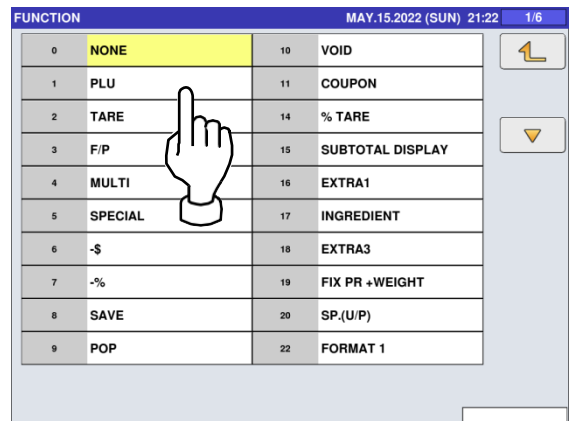 FUNCTION MAY.15.2022 (SUN) 21:22 1/6
0 NONE 10 VOID
1 PLU 11 COUPON
2 TARE 14 % TARE
3 F/P 15 SUBTOTAL DISPLAY
4 MULTI 16 EXTRA1
5 SPECIAL 17 INGREDIENT
6 -$ 18 EXTRA3
7 -% 19 FIX PR +WEIGHT
8 SAVE 20 SP.(U/P)
9 POP 22 FORMAT 1